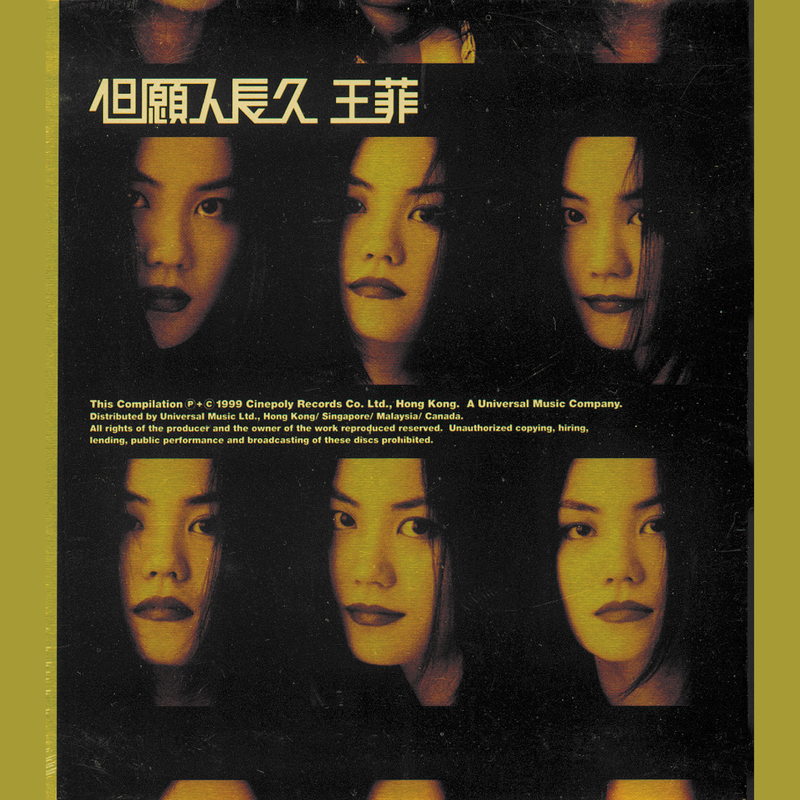 但願人長久 王菲
This Compilation Ⓟ+Ⓒ 1999 Cinepoly Records Co. Ltd., Hong Kong. A Universal Music Company.
Distributed by Universal Music Ltd., Hong Kong/ Singapore/ Malaysia/ Canada.
All rights of the producer and the owner of the work reproduced reserved. Unauthorized copying, hiring,
lending, public performance and broadcasting of these discs prohibited.